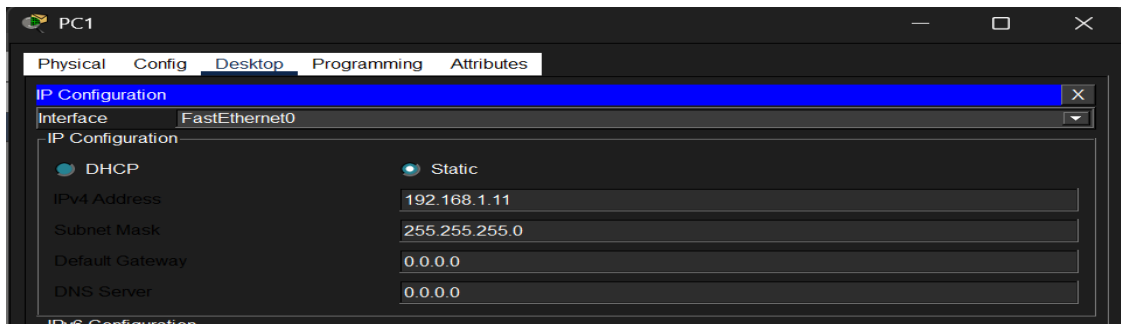 PC1
Physical Config Desktop Programming Attributes
IP Configuration X
Interface FastEthernet0
IP Configuration
DHCP Static
IPv4 Address 192.168.1.11
Subnet Mask 255.255.255.0
Default Gateway 0.0.0.0
DNS Server 0.0.0.0
IPv6 Configuration